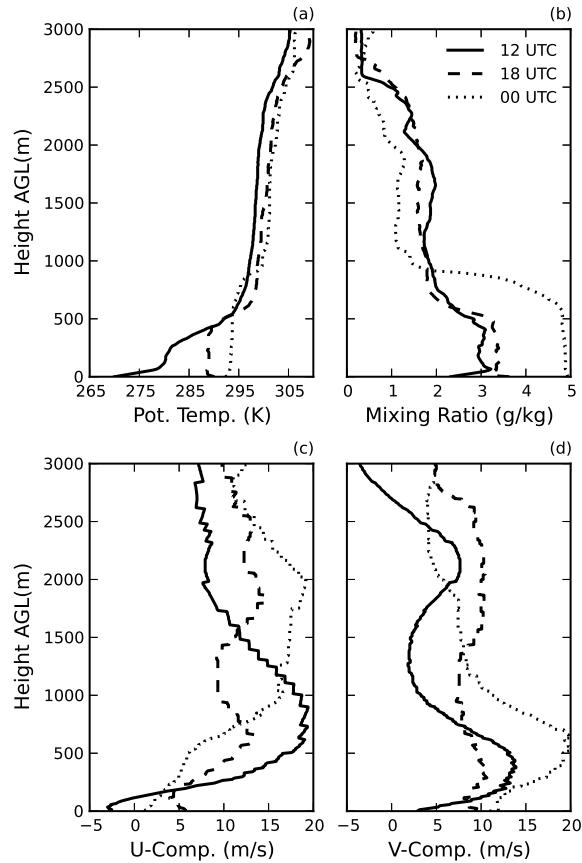 (a)
(b)
3000
2500
2000
1500
1000
500
0
Height AGL(m)
265
275
285
295
305
Pot. Temp. (K)
12 UTC
18 UTC
00 UTC
0
1
2
3
4
5
Mixing Ratio (g/kg)
(c)
(d)
3000
2500
2000
1500
1000
500
0
Height AGL(m)
−5
0
5
10
15
20
U-Comp. (m/s)
−5
0
5
10
15
20
V-Comp. (m/s)